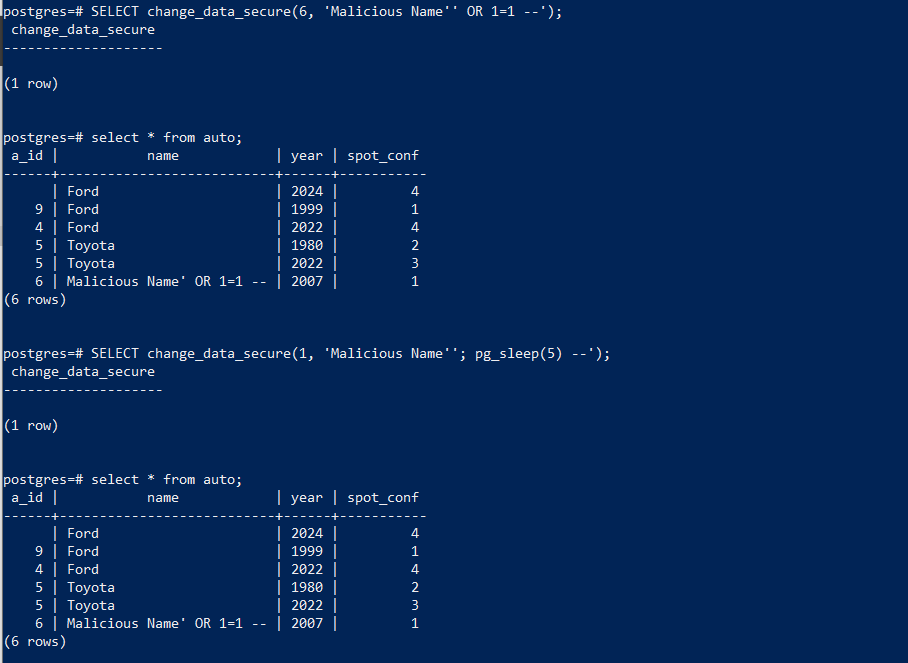 postgres=# SELECT change_data_secure(6, 'Malicious Name'' OR 1=1 --');
 change_data_secure
--------------------

(1 row)


postgres=# select * from auto;
 a_id |           name            | year | spot_conf
------+---------------------------+------+-----------
      | Ford                      | 2024 |         4
    9 | Ford                      | 1999 |         1
    4 | Ford                      | 2022 |         4
    5 | Toyota                    | 1980 |         2
    5 | Toyota                    | 2022 |         3
    6 | Malicious Name' OR 1=1 -- | 2007 |         1
(6 rows)


postgres=# SELECT change_data_secure(1, 'Malicious Name''; pg_sleep(5) --');
 change_data_secure
--------------------

(1 row)


postgres=# select * from auto;
 a_id |           name            | year | spot_conf
------+---------------------------+------+-----------
      | Ford                      | 2024 |         4
    9 | Ford                      | 1999 |         1
    4 | Ford                      | 2022 |         4
    5 | Toyota                    | 1980 |         2
    5 | Toyota                    | 2022 |         3
    6 | Malicious Name' OR 1=1 -- | 2007 |         1
(6 rows)